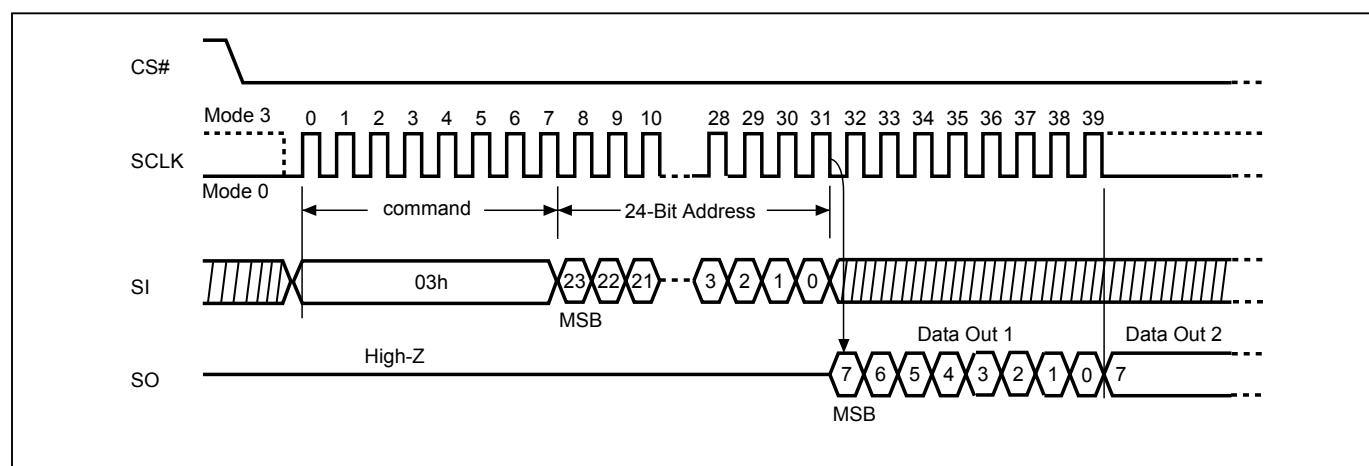 CS#
Mode 3
0 1 2 3 4 5 6 7 8 9 10 28 29 30 31 32 33 34 35 36 37 38 39
SCLK
Mode 0
command 24-Bit Address
SI
03h 23 22 21 3 2 1 0
MSB
Data Out 1 Data Out 2
High-Z
SO
7 6 5 4 3 2 1 0 7
MSB